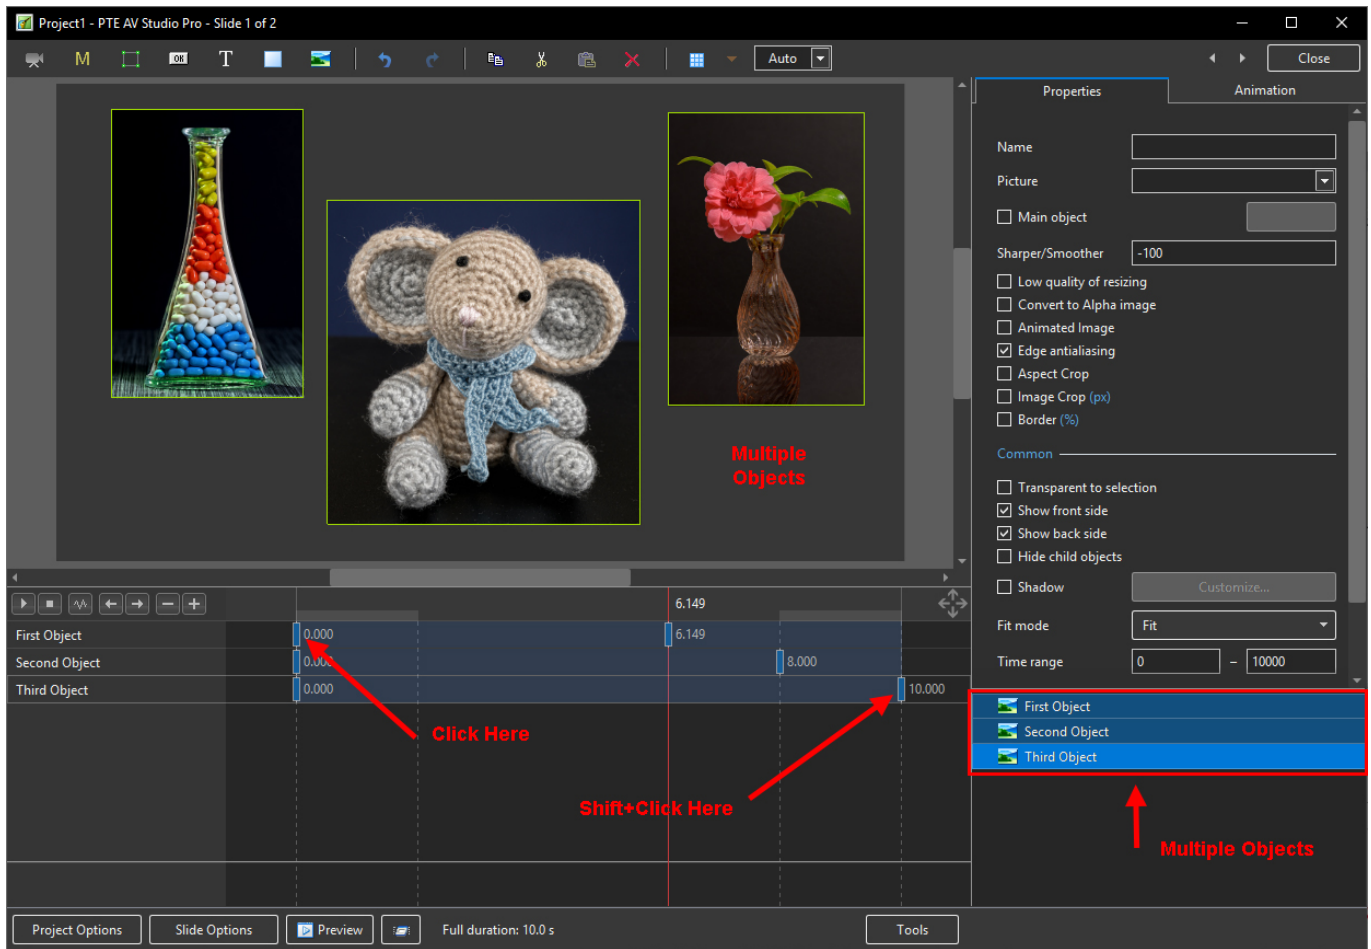 Project1 - PTE AV Studio Pro - Slide 1 of 2
M OK T Auto Close
Properties Animation
Name
Picture
Main object
Sharper/Smoother -100
Low quality of resizing
Convert to Alpha image
Animated Image
Edge antialiasing
Aspect Crop
Image Crop (px)
Border (%)
Multiple
Objects
Common
Transparent to selection
Show front side
Show back side
Hide child objects
Shadow Customize...
Fit mode Fit
Time range 0 – 10000
6.149
First Object 0.000 6.149
Second Object 0.000 8.000
Third Object 0.000 10.000
Click Here
Shift+Click Here
First Object
Second Object
Third Object
Multiple Objects
Project Options Slide Options Preview Full duration: 10.0 s Tools